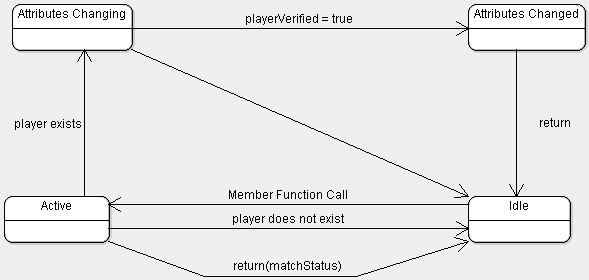 Attributes Changing
playerVerified = true
Attributes Changed
player exists
return
Active
Member Function Call
Idle
player does not exist
return(matchStatus)